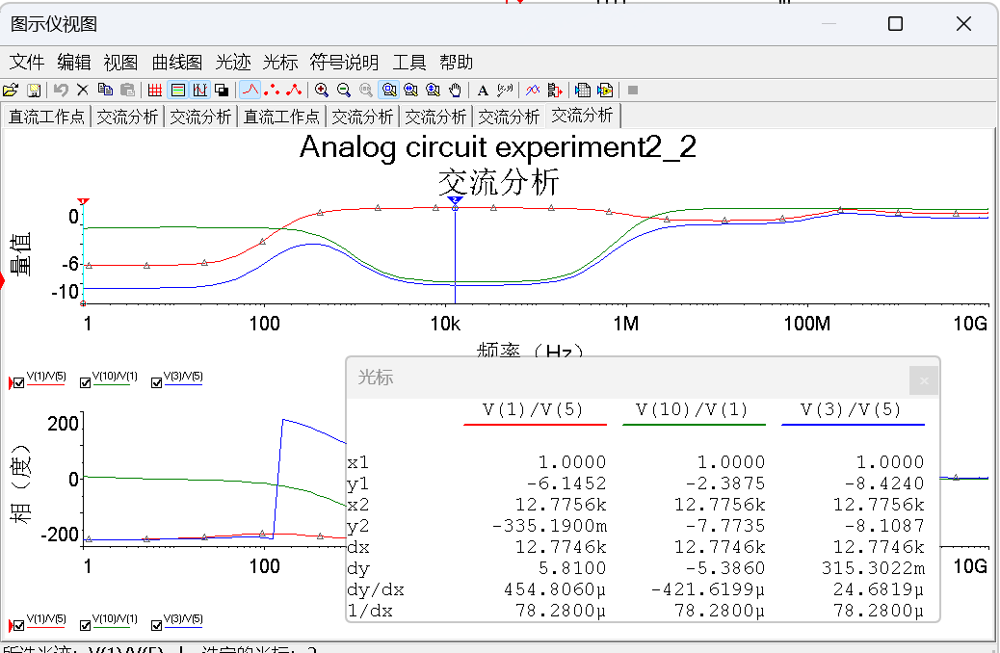 图示仪视图
文件 编辑 视图 曲线图 光迹 光标 符号说明 工具 帮助
直流工作点 交流分析 交流分析 直流工作点 交流分析 交流分析 交流分析 交流分析
Analog circuit experiment2_2
交流分析
量值
0
-6
-10
1 100 10k 1M 100M 10G
频率（Hz）
V(1)/V(5) V(10)/V(1) V(3)/V(5)
相（度）
200
0
-200
1 100 10G
V(1)/V(5) V(10)/V(1) V(3)/V(5)
光标
V(1)/V(5) V(10)/V(1) V(3)/V(5)
x1 1.0000 1.0000 1.0000
y1 -6.1452 -2.3875 -8.4240
x2 12.7756k 12.7756k 12.7756k
y2 -335.1900m -7.7735 -8.1087
dx 12.7746k 12.7746k 12.7746k
dy 5.8100 -5.3860 315.3022m
dy/dx 454.8060µ -421.6199µ 24.6819µ
1/dx 78.2800µ 78.2800µ 78.2800µ
所选光迹: V(1)/V(5) | 选定的光标: 2